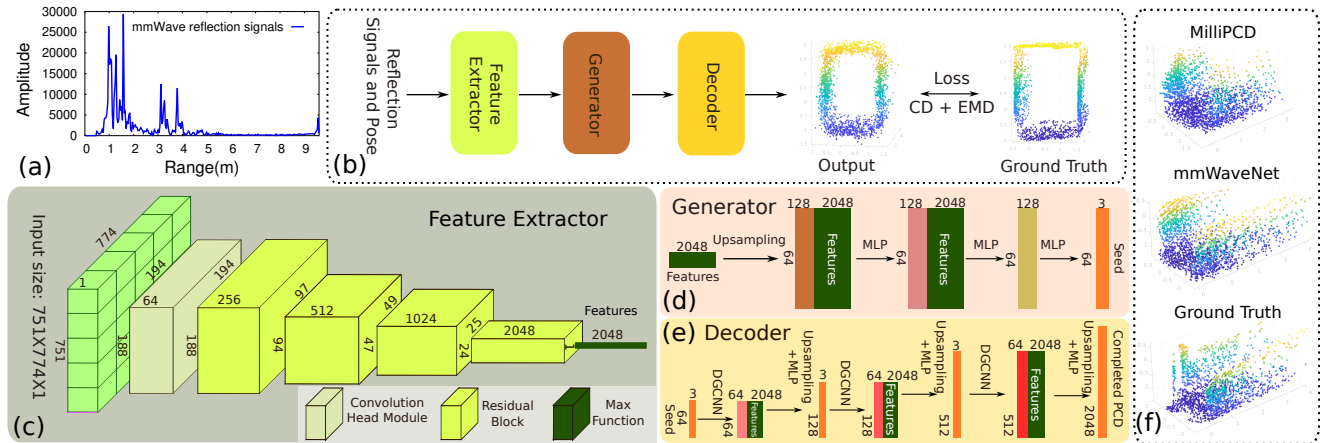 mmWave reflection signals
30000
25000
20000
15000
10000
5000
0
Amplitude
0 1 2 3 4 5 6 7 8 9
Range(m)
(a)
(b)
Reflection
Signals and Pose
Feature
Extractor
Generator
Decoder
Output
Loss
CD + EMD
Ground Truth
Feature Extractor
Input size: 751X774X1
774
1
751
194
64
188
194
256
188
97
512
94
49
1024
47
25
2048
24
1
Features
2048
Convolution
Head Module
Residual
Block
Max
Function
(c)
Generator
2048
Features
Upsampling
128 2048
64
Features
MLP
128 2048
64
Features
MLP
128
64
MLP
3
64
Seed
(d)
(e) Decoder
3
64
Seed
DGCNN
64 2048
64
Features
Upsampling
+MLP
3
128
DGCNN
64 2048
128
Features
Upsampling
+MLP
3
512
DGCNN
64 2048
512
Features
Upsampling
+MLP
3
2048
Completed PCD
MilliPCD
mmWaveNet
Ground Truth
(f)